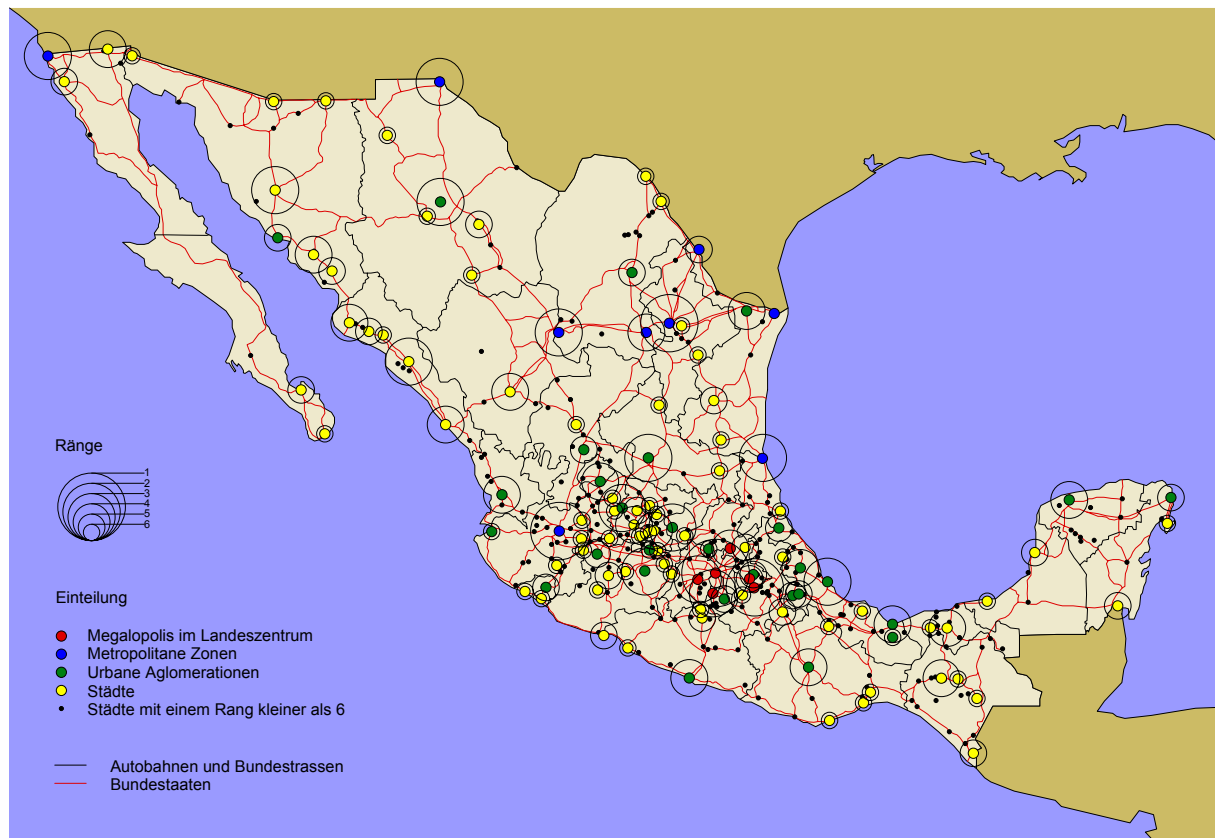 Ränge
1
2
3
4
5
6
Einteilung
Megalopolis im Landeszentrum
Metropolitane Zonen
Urbane Aglomerationen
Städte
Städte mit einem Rang kleiner als 6
Autobahnen und Bundestrassen
Bundestaaten